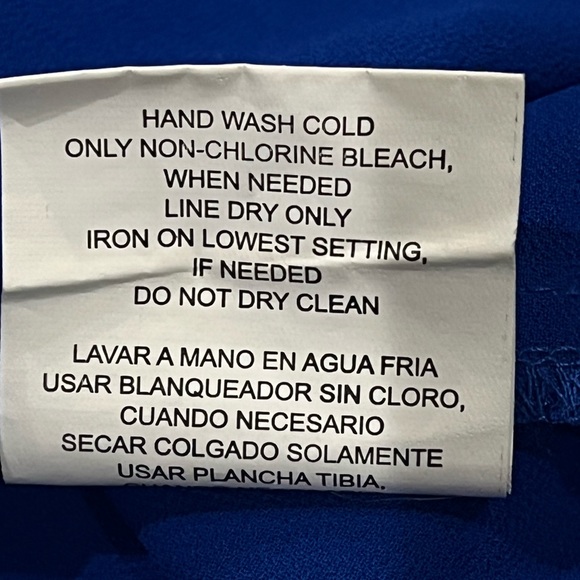 HAND WASH COLD
ONLY NON-CHLORINE BLEACH,
WHEN NEEDED
LINE DRY ONLY
IRON ON LOWEST SETTING,
IF NEEDED
DO NOT DRY CLEAN
LAVAR A MANO EN AGUA FRIA
USAR BLANQUEADOR SIN CLORO,
CUANDO NECESARIO
SECAR COLGADO SOLAMENTE
USAR PLANCHA TIBIA.